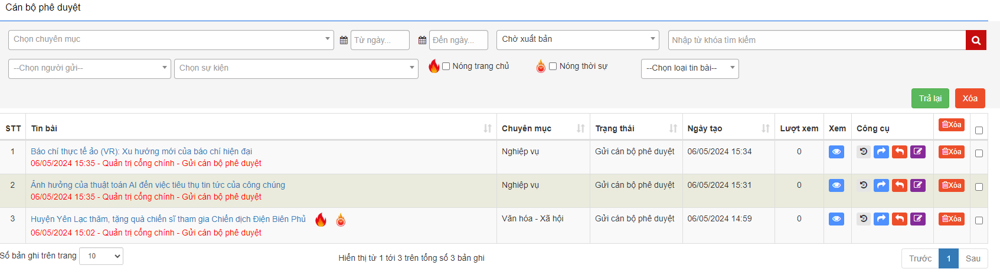 Cán bộ phê duyệt
Chọn chuyên mục
Từ ngày...
Đến ngày...
Chờ xuất bản
Nhập từ khóa tìm kiếm
--Chọn người gửi--
Chọn sự kiện
Nóng trang chủ
Nóng thời sự
--Chọn loại tin bài--
Trả lại
Xóa
STT Tin bài Chuyên mục Trạng thái Ngày tạo Lượt xem Xem Công cụ Xóa
1 Báo chí thực tế ảo (VR): Xu hướng mới của báo chí hiện đại Nghiệp vụ Gửi cán bộ phê duyệt 06/05/2024 15:34 0 Xóa
06/05/2024 15:35 - Quản trị cổng chính - Gửi cán bộ phê duyệt
2 Ảnh hưởng của thuật toán AI đến việc tiêu thụ tin tức của công chúng Nghiệp vụ Gửi cán bộ phê duyệt 06/05/2024 15:31 0 Xóa
06/05/2024 15:35 - Quản trị cổng chính - Gửi cán bộ phê duyệt
3 Huyện Yên Lạc thăm, tặng quà chiến sĩ tham gia Chiến dịch Điện Biên Phủ Văn hóa - Xã hội Gửi cán bộ phê duyệt 06/05/2024 14:59 0 Xóa
06/05/2024 15:02 - Quản trị cổng chính - Gửi cán bộ phê duyệt
Số bản ghi trên trang 10
Hiển thị từ 1 tới 3 trên tổng số 3 bản ghi
Trước 1 Sau